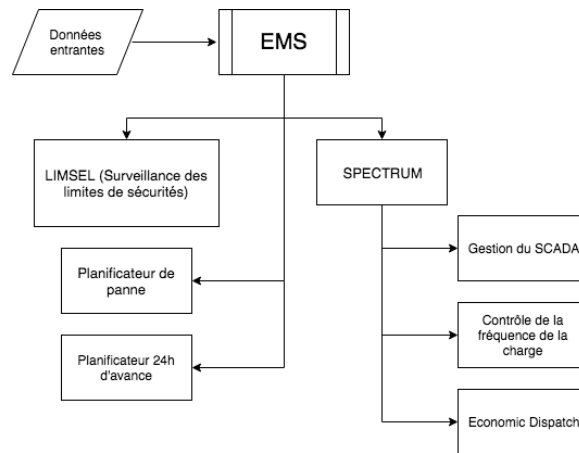 Données
entrantes
EMS
LIMSEL (Surveillance des
limites de sécurités)
SPECTRUM
Planificateur de
panne
Planificateur 24h
d'avance
Gestion du SCADA
Contrôle de la
fréquence de la
charge
Economic Dispatch